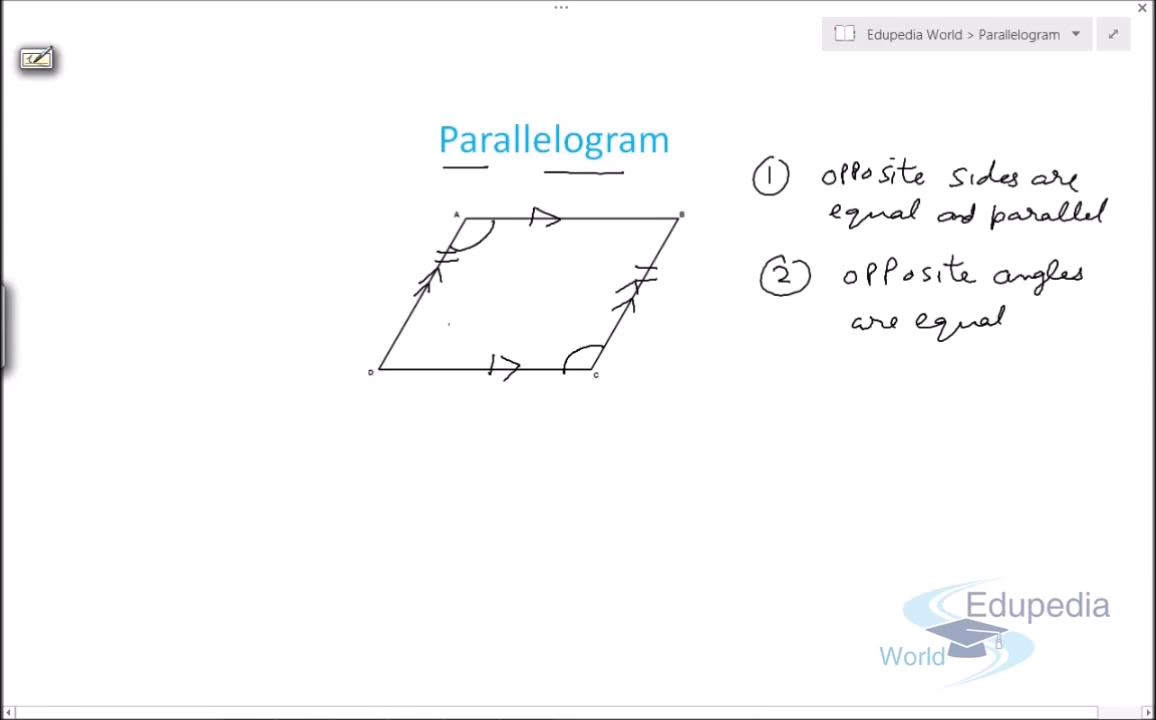 Edupedia World > Parallelogram
Parallelogram
① opposite sides are
equal and parallel
② opposite angles
are equal
A
B
D
C
Edupedia
World